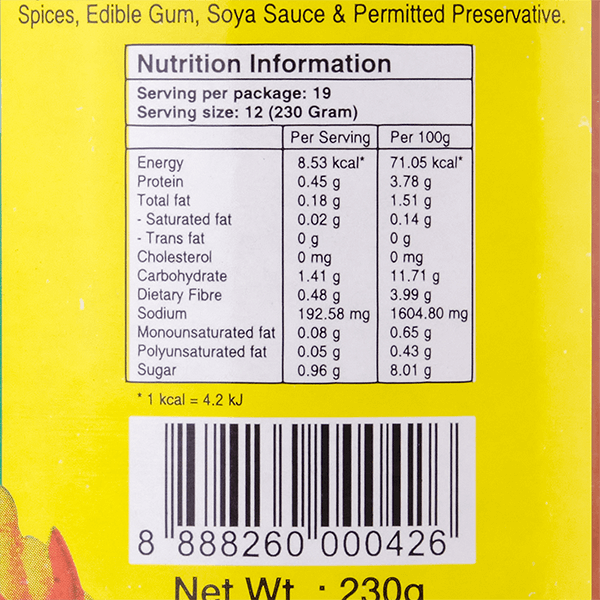 Spices, Edible Gum, Soya Sauce & Permitted Preservative.
Nutrition Information
Serving per package: 19
Serving size: 12 (230 Gram)
Per Serving Per 100g
Energy 8.53 kcal* 71.05 kcal*
Protein 0.45 g 3.78 g
Total fat 0.18 g 1.51 g
- Saturated fat 0.02 g 0.14 g
- Trans fat 0 g 0 g
Cholesterol 0 mg 0 mg
Carbohydrate 1.41 g 11.71 g
Dietary Fibre 0.48 g 3.99 g
Sodium 192.58 mg 1604.80 mg
Monounsaturated fat 0.08 g 0.65 g
Polyunsaturated fat 0.05 g 0.43 g
Sugar 0.96 g 8.01 g
* 1 kcal = 4.2 kJ
8 888260 000426
Net Wt. : 230g